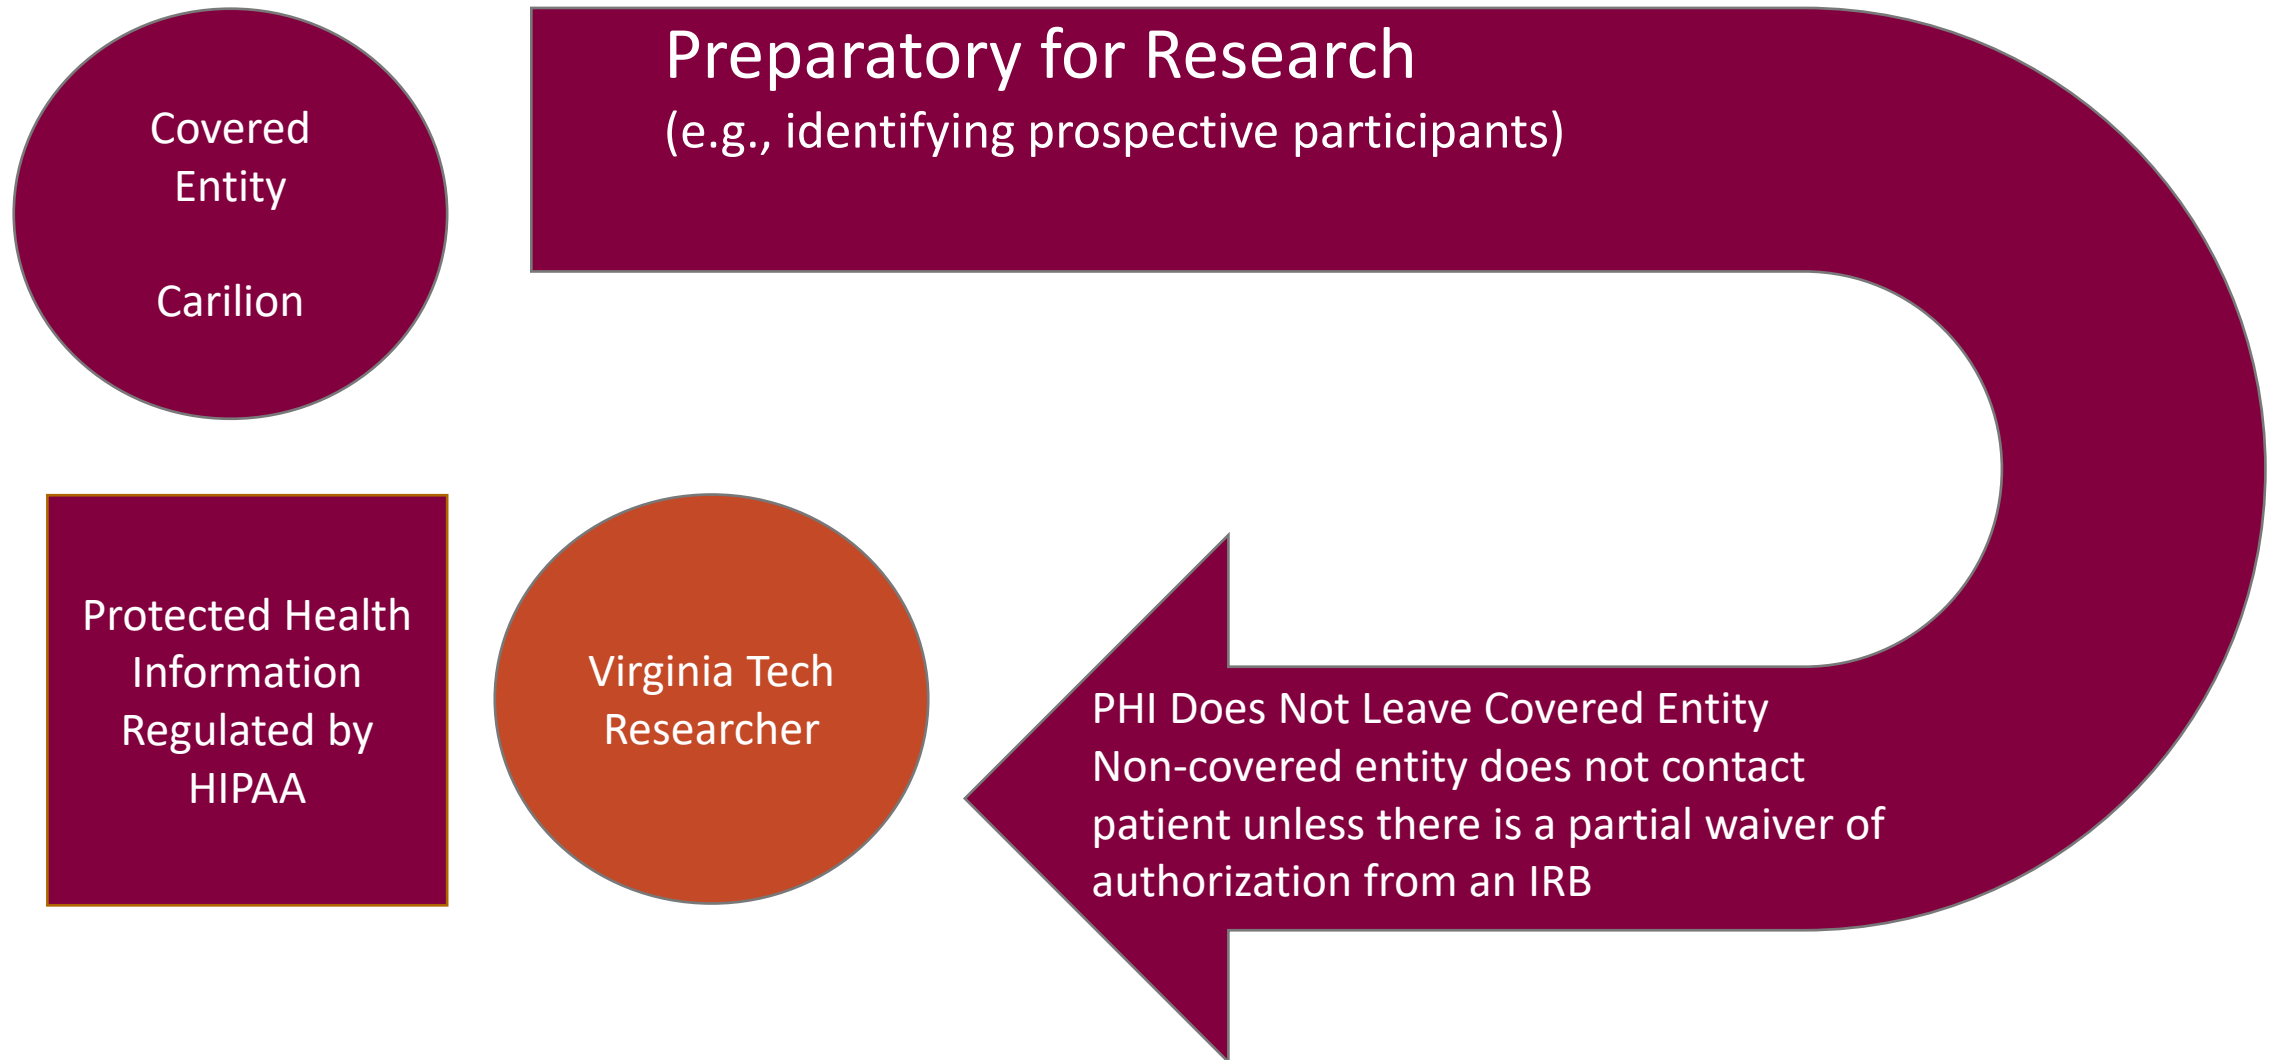 Covered
Entity
Carilion
Preparatory for Research
(e.g., identifying prospective participants)
Protected Health
Information
Regulated by
HIPAA
Virginia Tech
Researcher
PHI Does Not Leave Covered Entity
Non-covered entity does not contact
patient unless there is a partial waiver of
authorization from an IRB